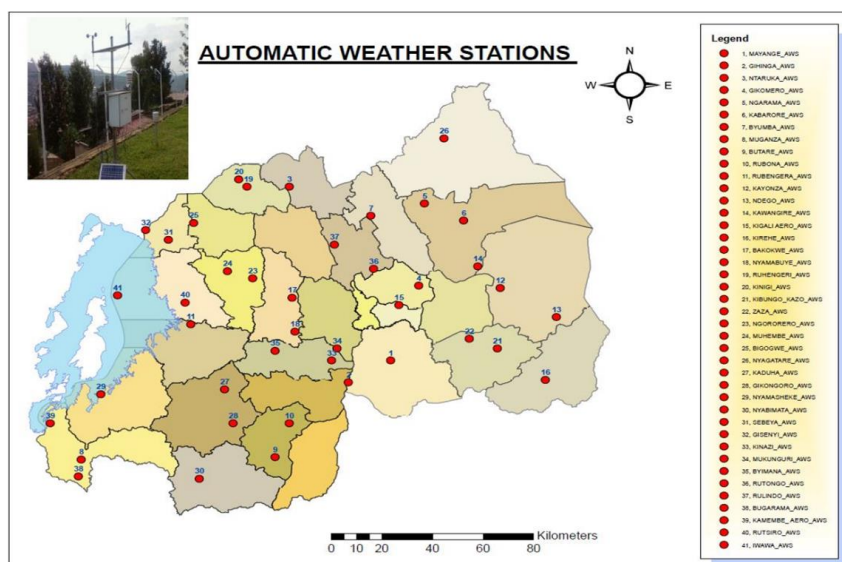 AUTOMATIC WEATHER STATIONS
N
W
E
S
26
20
19
3
5
7
6
25
32
31
37
36
14
24
23
4
12
41
40
17
15
13
11
18
22
21
34
35
33
1
16
2
27
29
39
28
10
8
9
38
30
Kilometers
0 10 20 40 60 80
Legend
1, MAYANGE_AWS
2, GIHINGA_AWS
3, NTARUKA_AWS
4, GIKOMERO_AWS
5, NGARAMA_AWS
6, KABARORE_AWS
7, BYUMBA_AWS
8, MUGANZA_AWS
9, BUTARE_AWS
10, RUBONA_AWS
11, RUBENGERA_AWS
12, KAYONZA_AWS
13, NDEGO_AWS
14, KAWANGIRE_AWS
15, KIGALI AERO_AWS
16, KIREHE_AWS
17, BAKOKWE_AWS
18, NYAMABUYE_AWS
19, RUHENGERI_AWS
20, KINIGI_AWS
21, KIBUNGO_KAZO_AWS
22, ZAZA_AWS
23, NGORORERO_AWS
24, MUHEMBE_AWS
25, BIGOGWE_AWS
26, NYAGATARE_AWS
27, KADUHA_AWS
28, GIKONGORO_AWS
29, NYAMASHEKE_AWS
30, NYABIMATA_AWS
31, SEBEYA_AWS
32, GISENYI_AWS
33, KINAZI_AWS
34, MUKUNGURI_AWS
35, BYIMANA_AWS
36, RUTONGO_AWS
37, RULINDO_AWS
38, BUGARAMA_AWS
39, KAMEMBE_AERO_AWS
40, RUTSIRO_AWS
41, IWAWA_AWS